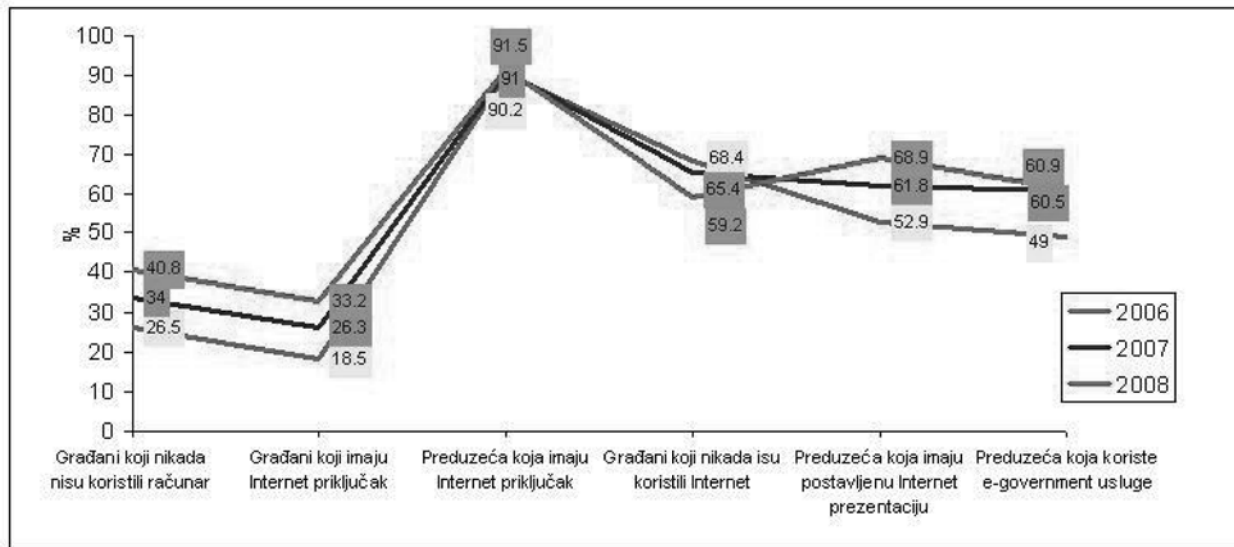 100
90
80
70
60
50
40
30
20
10
0
%
40.8
34
26.5
33.2
26.3
18.5
91.5
91
90.2
68.4
65.4
59.2
68.9
61.8
52.9
60.9
60.5
49
2006
2007
2008
Građani koji nikada
nisu koristili računar
Građani koji imaju
Internet priključak
Preduzeća koja imaju
Internet priključak
Građani koji nikada isu
koristili Internet
Preduzeća koja imaju
postavljenu Internet
prezentaciju
Preduzeća koja koriste
e-government usluge